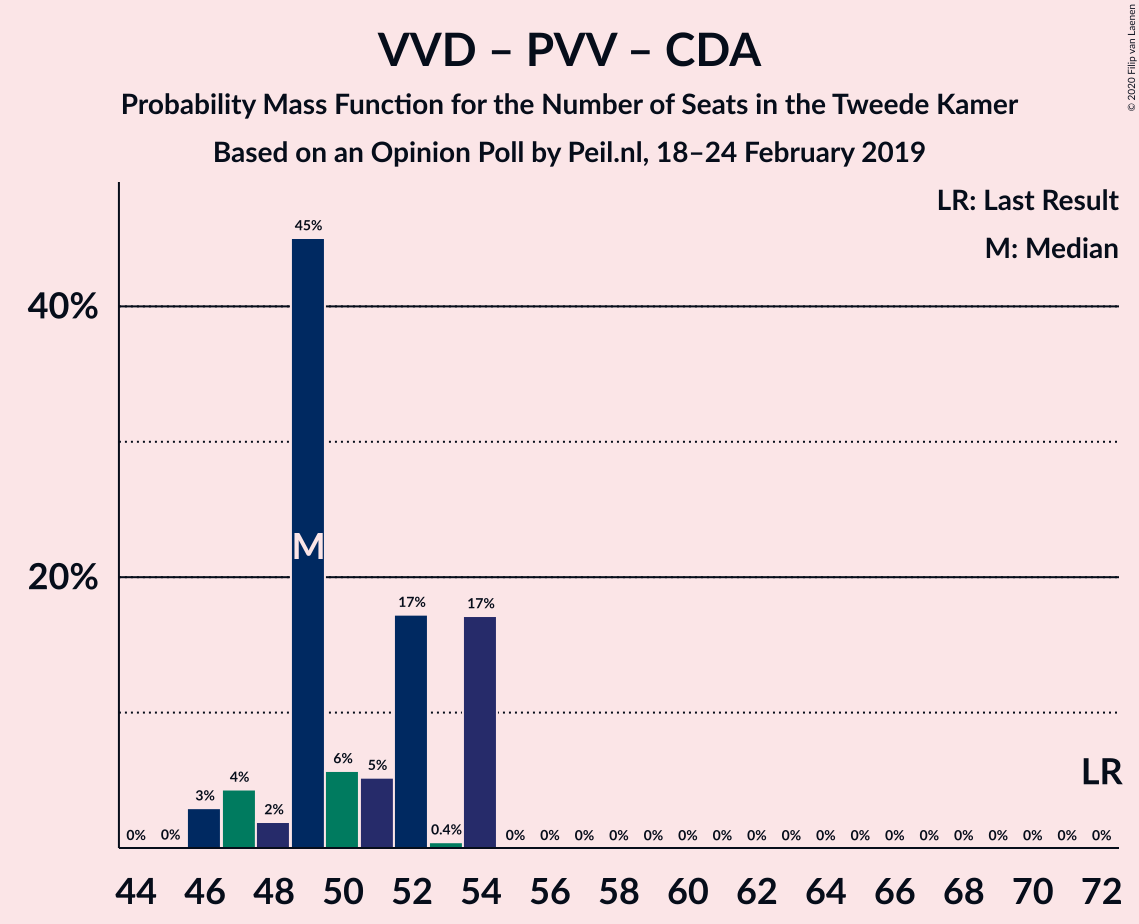 VVD – PVV – CDA
Probability Mass Function for the Number of Seats in the Tweede Kamer
Based on an Opinion Poll by Peil.nl, 18–24 February 2019
© 2020 Filip van Laenen
LR: Last Result
M: Median
40%
20%
45%
M
17%
17%
6%
5%
4%
3%
2%
0.4%
LR
0% 0% 0% 0% 0% 0% 0% 0% 0% 0% 0% 0% 0% 0% 0% 0% 0% 0% 0% 0%
44 46 48 50 52 54 56 58 60 62 64 66 68 70 72